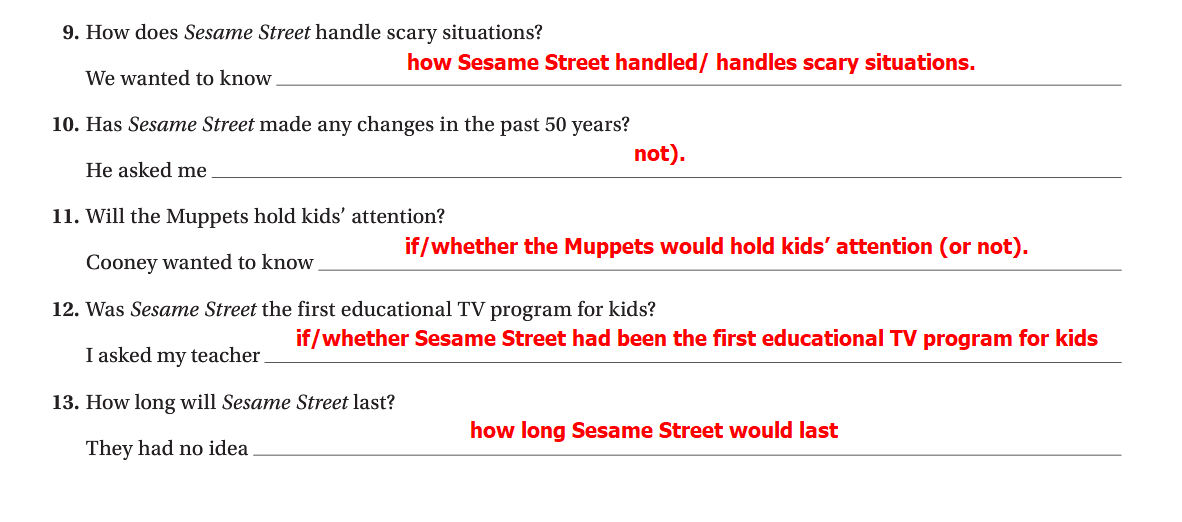 9. How does Sesame Street handle scary situations?
how Sesame Street handled/ handles scary situations.
We wanted to know
10. Has Sesame Street made any changes in the past 50 years?
not).
He asked me
11. Will the Muppets hold kids’ attention?
if/whether the Muppets would hold kids’ attention (or not).
Cooney wanted to know
12. Was Sesame Street the first educational TV program for kids?
if/whether Sesame Street had been the first educational TV program for kids
I asked my teacher
13. How long will Sesame Street last?
how long Sesame Street would last
They had no idea